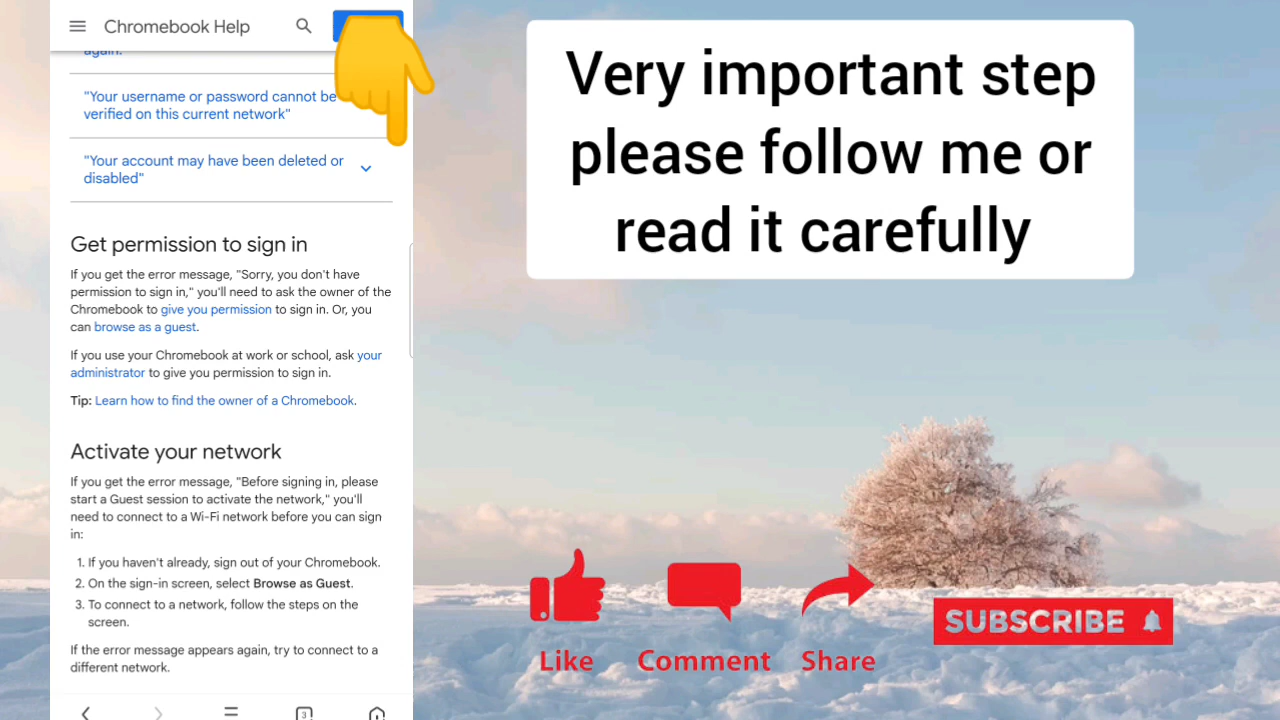 Chromebook Help
again.
"Your username or password cannot be
verified on this current network"
"Your account may have been deleted or
disabled"
Get permission to sign in
If you get the error message, "Sorry, you don't have
permission to sign in," you'll need to ask the owner of the
Chromebook to give you permission to sign in. Or, you
can browse as a guest.
If you use your Chromebook at work or school, ask your
administrator to give you permission to sign in.
Tip: Learn how to find the owner of a Chromebook.
Activate your network
If you get the error message, "Before signing in, please
start a Guest session to activate the network," you'll
need to connect to a Wi-Fi network before you can sign
in:
1. If you haven't already, sign out of your Chromebook.
2. On the sign-in screen, select Browse as Guest.
3. To connect to a network, follow the steps on the
screen.
If the error message appears again, try to connect to a
different network.
3
Very important step
please follow me or
read it carefully
Like
Comment
Share
SUBSCRIBE